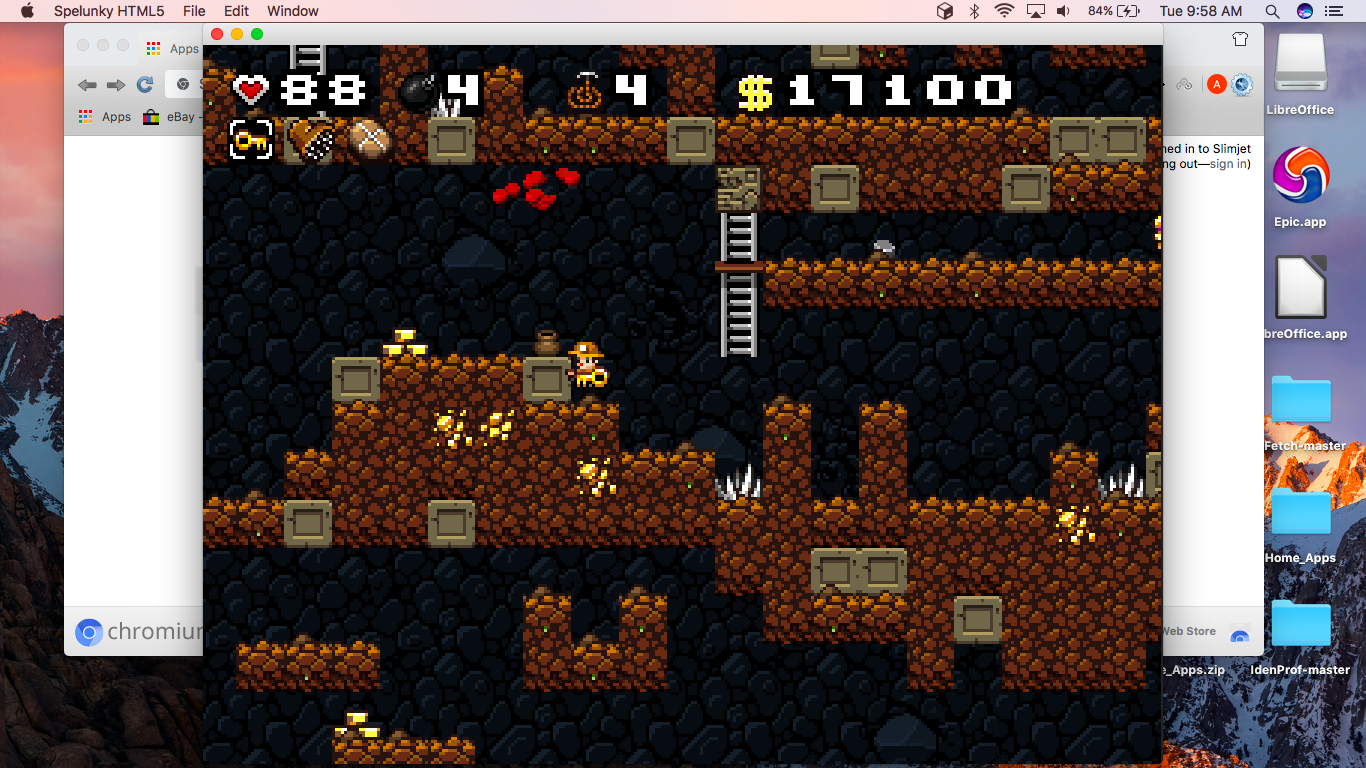 Spelunky HTML5 File Edit Window 84% Tue 9:58 AM
Apps
A
Apps eBay -
88 4 4 $17100
ned in to Slimjet
ng out—sign in)
LibreOffice
Epic.app
breOffice.app
Fetch-master
Home_Apps
chromium
Web Store
e_Apps.zip IdenProf-master